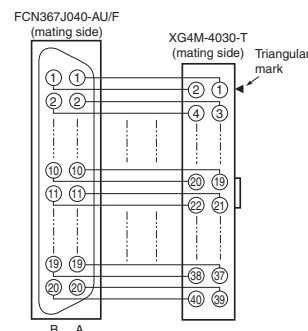 FCN367J040-AU/F
(mating side)
XG4M-4030-T
(mating side)
Triangular
mark
1 1
2 1
2 2
4 3
10 10
20 19
11 11
22 21
19 19
38 37
20 20
40 39
B A